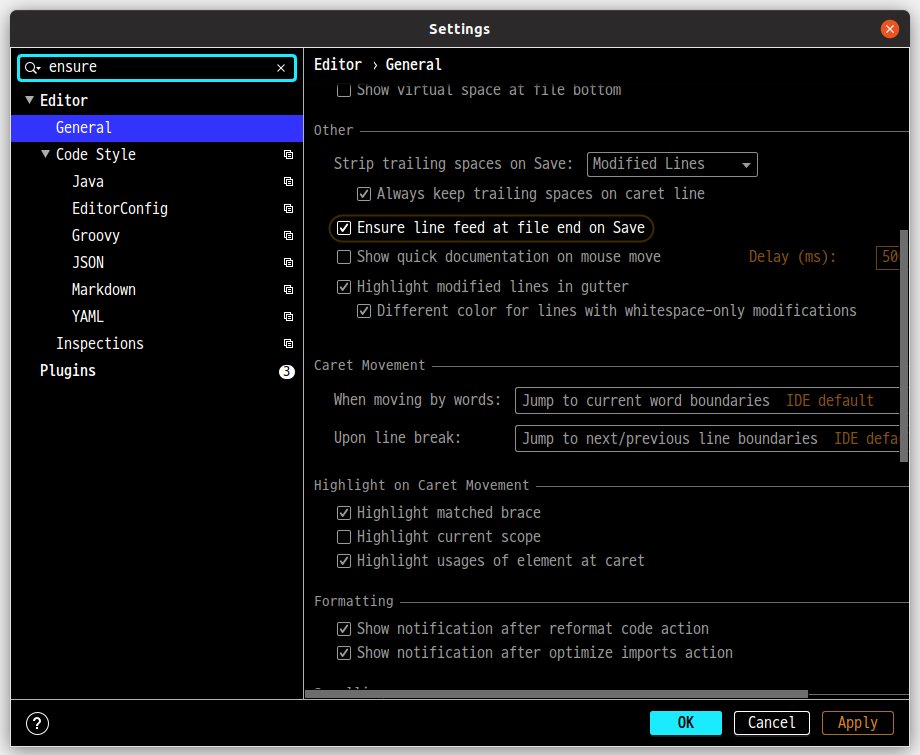 Settings
ensure
Editor
General
Code Style
Java
EditorConfig
Groovy
JSON
Markdown
YAML
Inspections
Plugins 3
Editor › General
Show virtual space at file bottom
Other
Strip trailing spaces on Save: Modified Lines
Always keep trailing spaces on caret line
Ensure line feed at file end on Save
Show quick documentation on mouse move Delay (ms): 50
Highlight modified lines in gutter
Different color for lines with whitespace-only modifications
Caret Movement
When moving by words: Jump to current word boundaries IDE default
Upon line break: Jump to next/previous line boundaries IDE defa
Highlight on Caret Movement
Highlight matched brace
Highlight current scope
Highlight usages of element at caret
Formatting
Show notification after reformat code action
Show notification after optimize imports action
? OK Cancel Apply